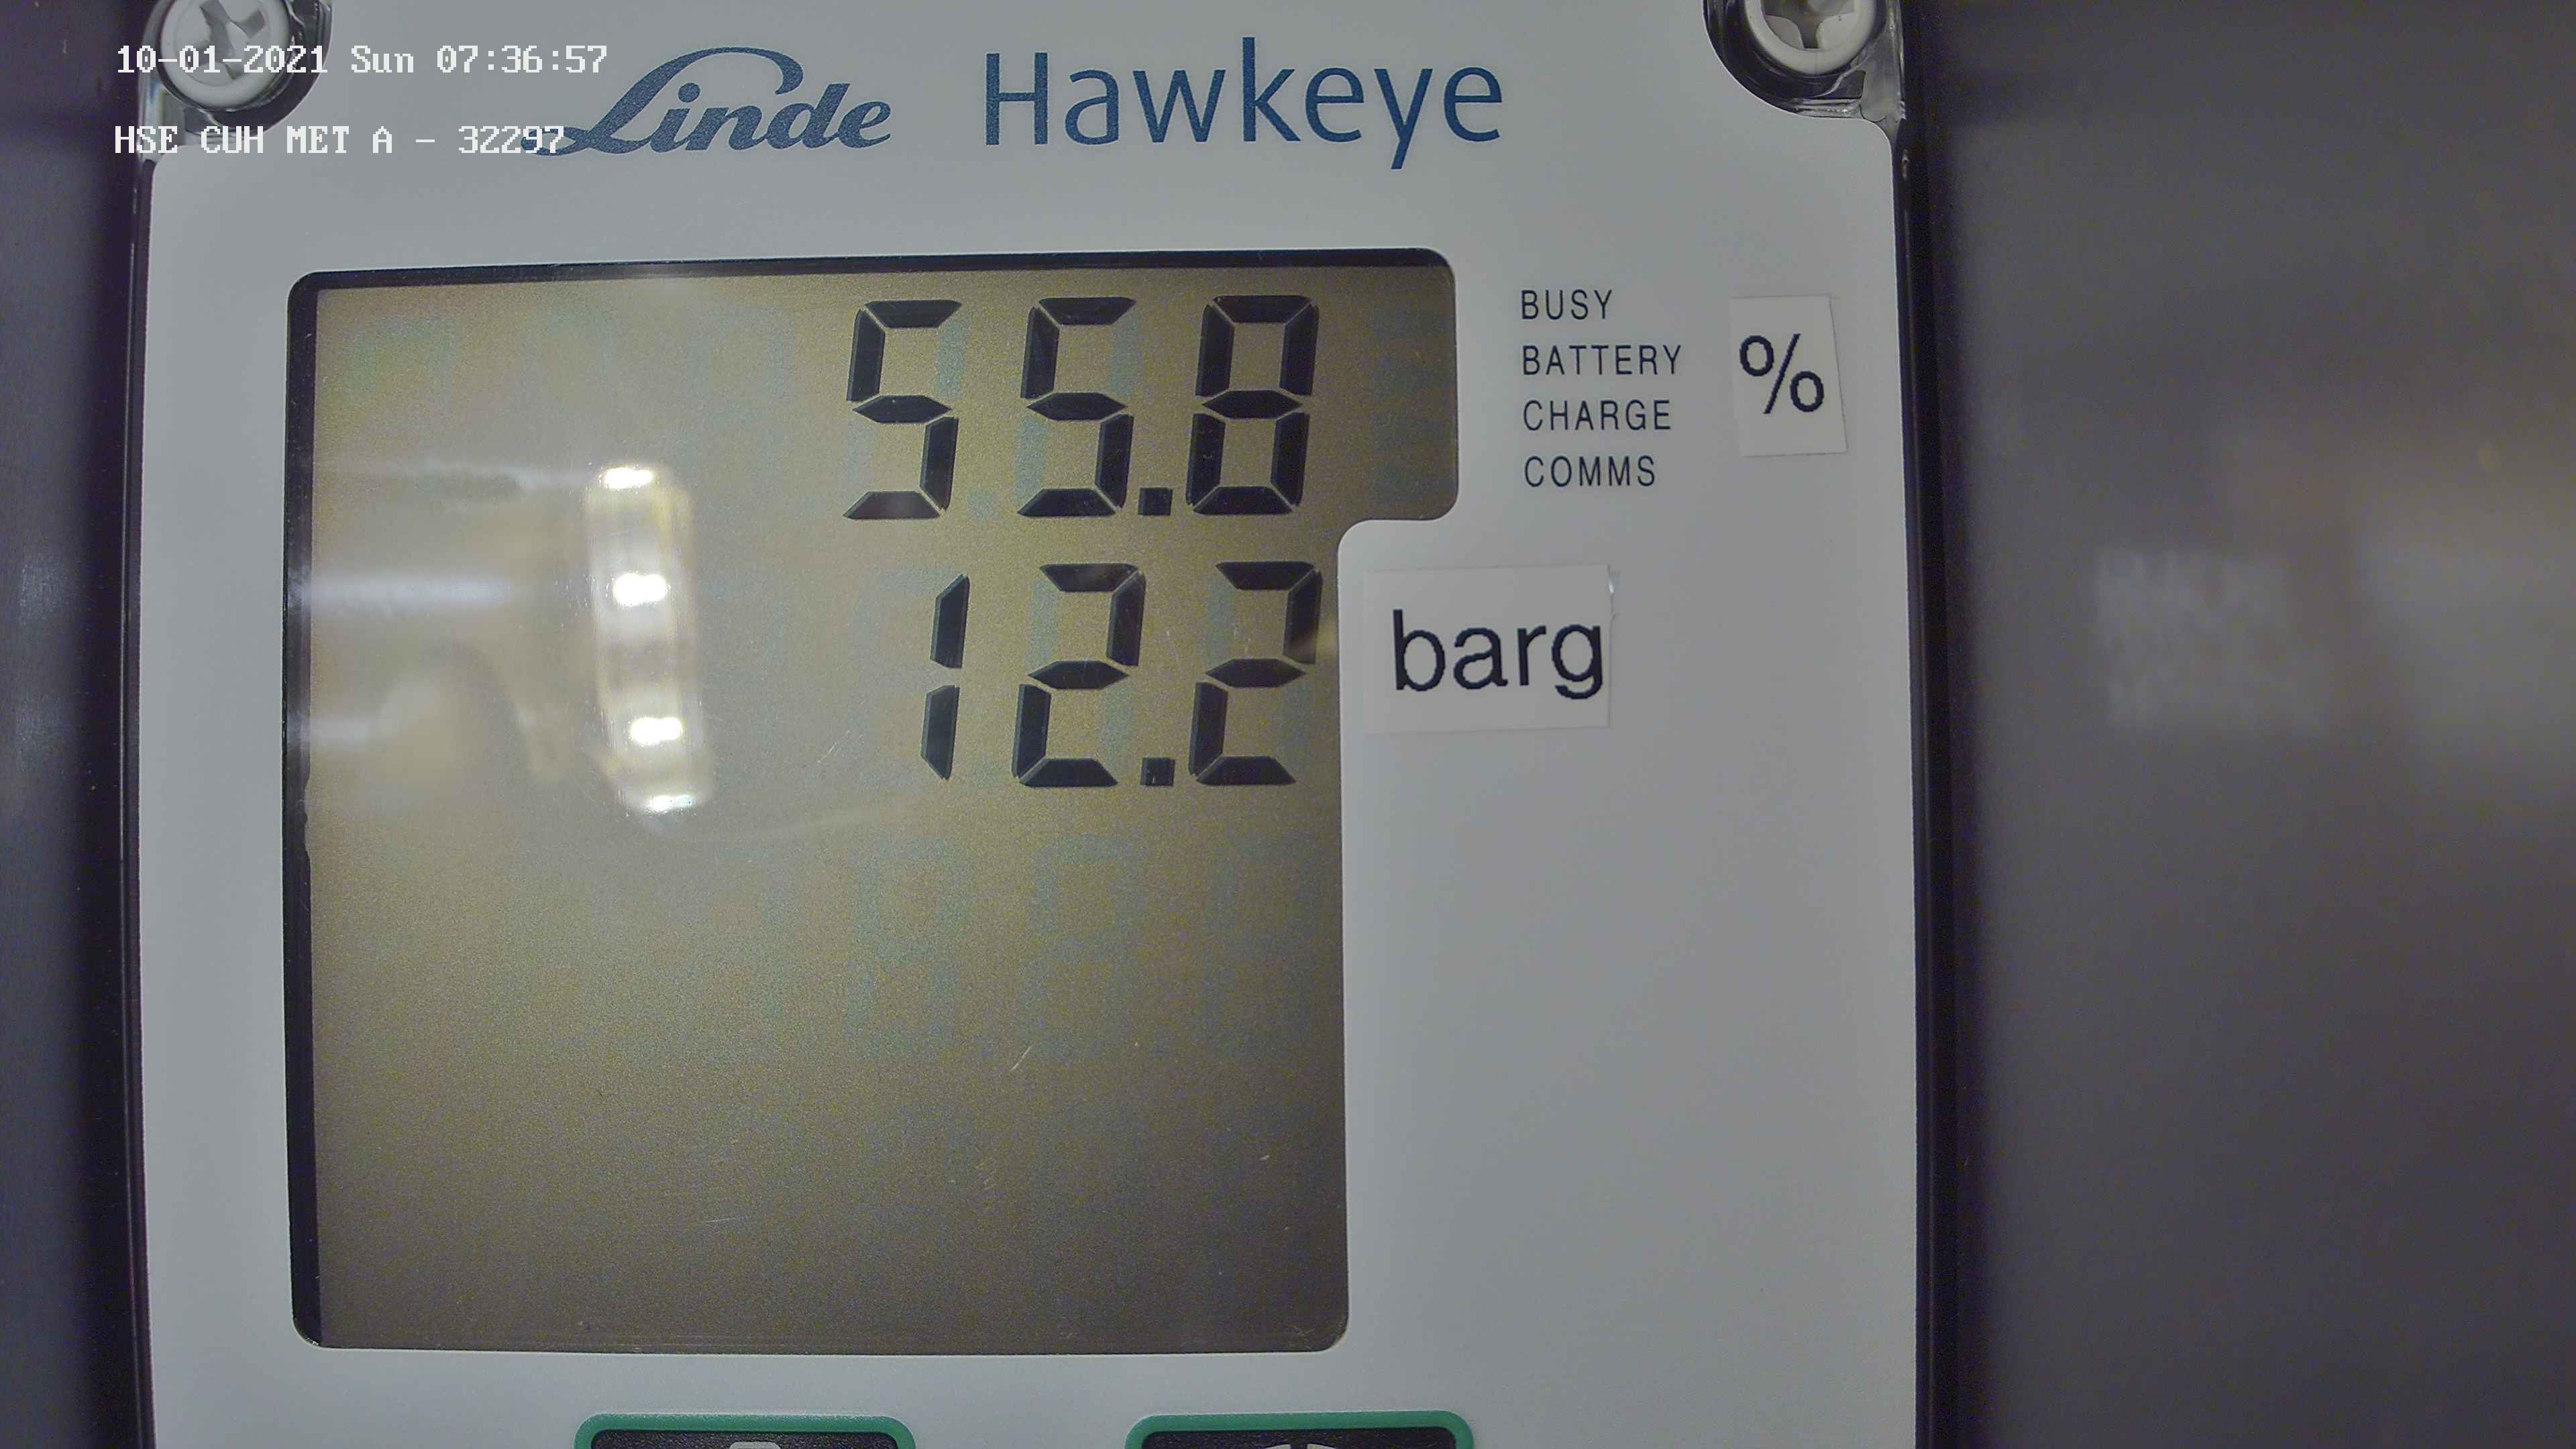 10-01-2021 Sun 07:36:57
HSE CUH MET A - 32297
Linde Hawkeye
55.8
BUSY
BATTERY
CHARGE
COMMS
%
12.2
barg